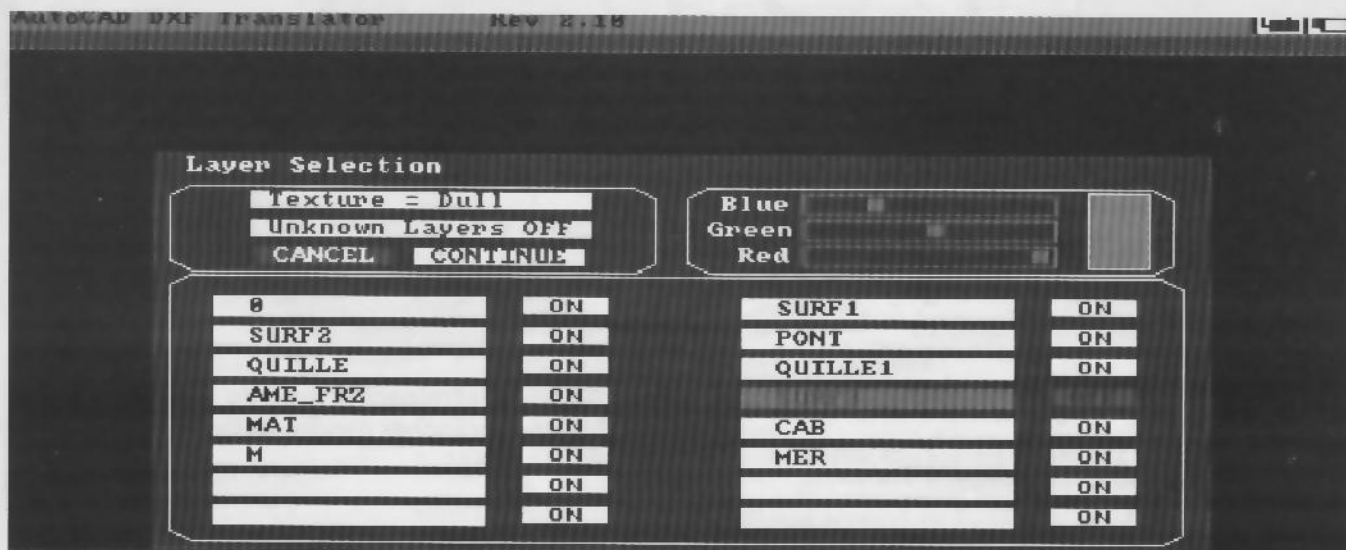 AutoCAD DXF Translator Rev 2.10
Layer Selection
Texture = Dull
Unknown Layers OFF
CANCEL CONTINUE
Blue
Green
Red
0 ON SURF1 ON
SURF2 ON PONT ON
QUILLE ON QUILLE1 ON
AME_FRZ ON
MAT ON CAB ON
M ON MER ON
ON ON
ON ON